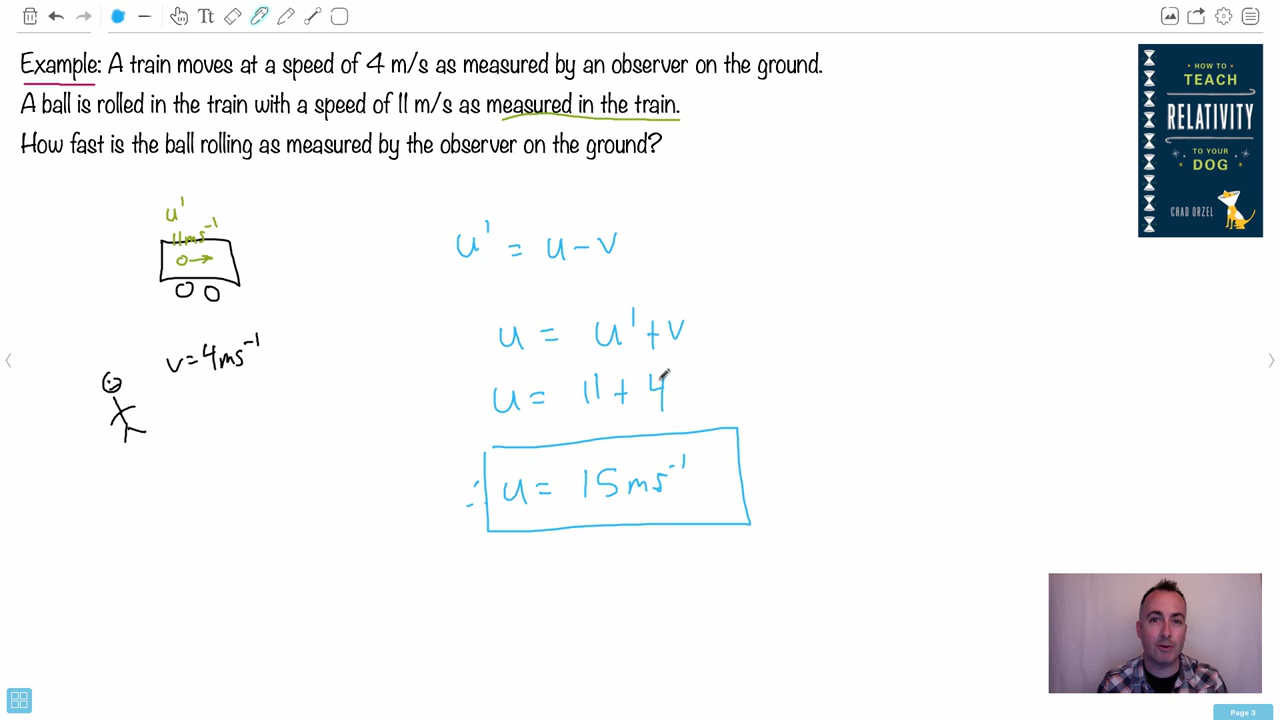 Tt
Example: A train moves at a speed of 4 m/s as measured by an observer on the ground.
A ball is rolled in the train with a speed of 11 m/s as measured in the train.
How fast is the ball rolling as measured by the observer on the ground?
HOW TO
TEACH
RELATIVITY
TO YOUR
DOG
CHAD ORZEL
u'
11ms⁻¹
v=4ms⁻¹
u' = u-v
u = u'+v
u = 11+4
∴ u = 15ms⁻¹
Page 3